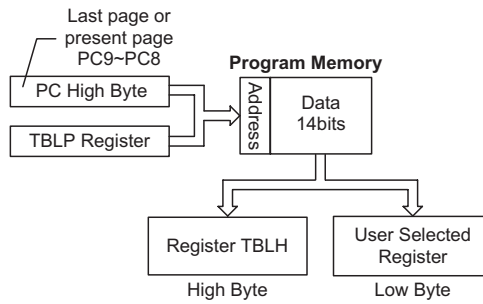 Last page or
present page
PC9~PC8
Program Memory
PC High Byte
TBLP Register
Address
Data
14bits
Register TBLH
User Selected
Register
High Byte
Low Byte